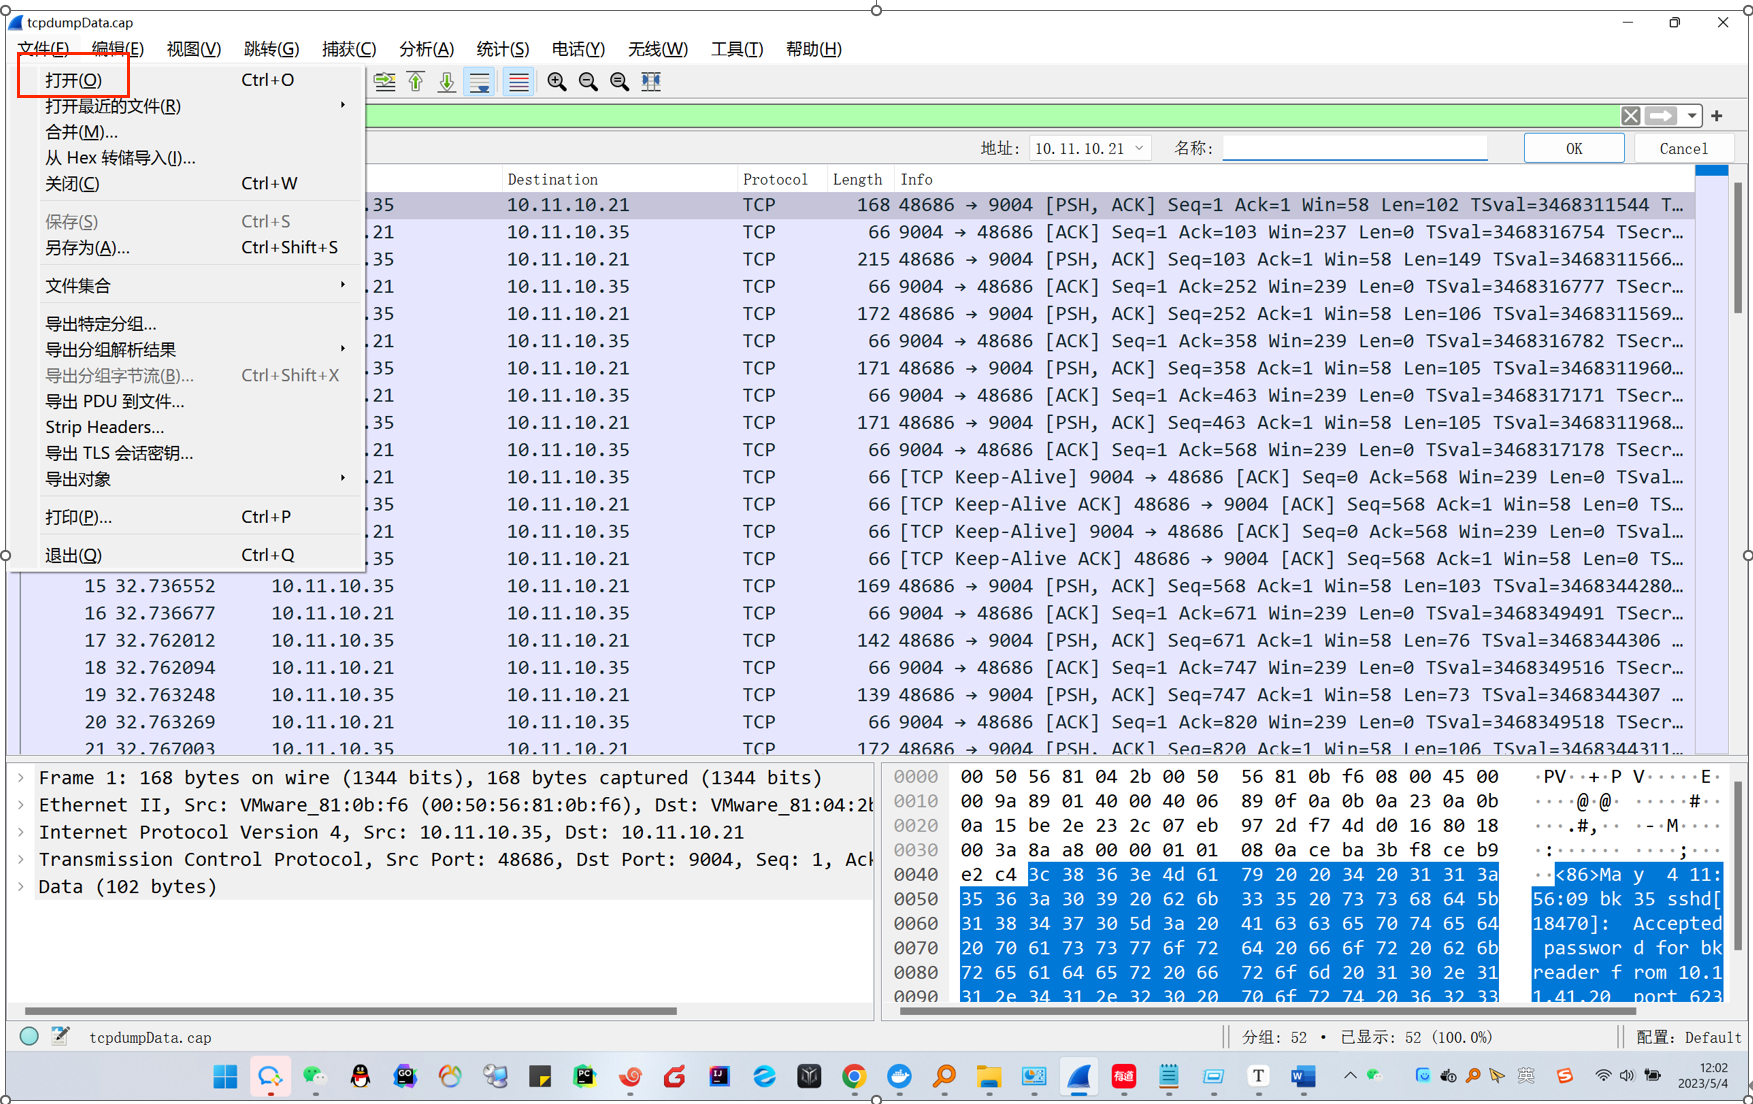 tcpdumpData.cap
文件(F) 编辑(E) 视图(V) 跳转(G) 捕获(C) 分析(A) 统计(S) 电话(Y) 无线(W) 工具(T) 帮助(H)
打开(O) Ctrl+O
打开最近的文件(R)
合并(M)...
从 Hex 转储导入(I)...
关闭(C) Ctrl+W
保存(S) Ctrl+S
另存为(A)... Ctrl+Shift+S
文件集合
导出特定分组...
导出分组解析结果
导出分组字节流(B)... Ctrl+Shift+X
导出 PDU 到文件...
Strip Headers...
导出 TLS 会话密钥...
导出对象
打印(P)... Ctrl+P
退出(Q) Ctrl+Q
地址: 10.11.10.21 名称: OK Cancel
Destination Protocol Length Info
.35 10.11.10.21 TCP 168 48686 → 9004 [PSH, ACK] Seq=1 Ack=1 Win=58 Len=102 TSval=3468311544 T…
.21 10.11.10.35 TCP 66 9004 → 48686 [ACK] Seq=1 Ack=103 Win=237 Len=0 TSval=3468316754 TSecr…
.35 10.11.10.21 TCP 215 48686 → 9004 [PSH, ACK] Seq=103 Ack=1 Win=58 Len=149 TSval=3468311566…
.21 10.11.10.35 TCP 66 9004 → 48686 [ACK] Seq=1 Ack=252 Win=239 Len=0 TSval=3468316777 TSecr…
.35 10.11.10.21 TCP 172 48686 → 9004 [PSH, ACK] Seq=252 Ack=1 Win=58 Len=106 TSval=3468311569…
.21 10.11.10.35 TCP 66 9004 → 48686 [ACK] Seq=1 Ack=358 Win=239 Len=0 TSval=3468316782 TSecr…
.35 10.11.10.21 TCP 171 48686 → 9004 [PSH, ACK] Seq=358 Ack=1 Win=58 Len=105 TSval=3468311960…
.21 10.11.10.35 TCP 66 9004 → 48686 [ACK] Seq=1 Ack=463 Win=239 Len=0 TSval=3468317171 TSecr…
.35 10.11.10.21 TCP 171 48686 → 9004 [PSH, ACK] Seq=463 Ack=1 Win=58 Len=105 TSval=3468311968…
.21 10.11.10.35 TCP 66 9004 → 48686 [ACK] Seq=1 Ack=568 Win=239 Len=0 TSval=3468317178 TSecr…
.21 10.11.10.35 TCP 66 [TCP Keep-Alive] 9004 → 48686 [ACK] Seq=0 Ack=568 Win=239 Len=0 TSval…
.35 10.11.10.21 TCP 66 [TCP Keep-Alive ACK] 48686 → 9004 [ACK] Seq=568 Ack=1 Win=58 Len=0 TS…
.21 10.11.10.35 TCP 66 [TCP Keep-Alive] 9004 → 48686 [ACK] Seq=0 Ack=568 Win=239 Len=0 TSval…
.35 10.11.10.21 TCP 66 [TCP Keep-Alive ACK] 48686 → 9004 [ACK] Seq=568 Ack=1 Win=58 Len=0 TS…
15 32.736552 10.11.10.35 10.11.10.21 TCP 169 48686 → 9004 [PSH, ACK] Seq=568 Ack=1 Win=58 Len=103 TSval=3468344280…
16 32.736677 10.11.10.21 10.11.10.35 TCP 66 9004 → 48686 [ACK] Seq=1 Ack=671 Win=239 Len=0 TSval=3468349491 TSecr…
17 32.762012 10.11.10.35 10.11.10.21 TCP 142 48686 → 9004 [PSH, ACK] Seq=671 Ack=1 Win=58 Len=76 TSval=3468344306 …
18 32.762094 10.11.10.21 10.11.10.35 TCP 66 9004 → 48686 [ACK] Seq=1 Ack=747 Win=239 Len=0 TSval=3468349516 TSecr…
19 32.763248 10.11.10.35 10.11.10.21 TCP 139 48686 → 9004 [PSH, ACK] Seq=747 Ack=1 Win=58 Len=73 TSval=3468344307 …
20 32.763269 10.11.10.21 10.11.10.35 TCP 66 9004 → 48686 [ACK] Seq=1 Ack=820 Win=239 Len=0 TSval=3468349518 TSecr…
21 32.767003 10.11.10.35 10.11.10.21 TCP 172 48686 → 9004 [PSH, ACK] Seq=820 Ack=1 Win=58 Len=106 TSval=3468344311…
Frame 1: 168 bytes on wire (1344 bits), 168 bytes captured (1344 bits)
Ethernet II, Src: VMware_81:0b:f6 (00:50:56:81:0b:f6), Dst: VMware_81:04:2b
Internet Protocol Version 4, Src: 10.11.10.35, Dst: 10.11.10.21
Transmission Control Protocol, Src Port: 48686, Dst Port: 9004, Seq: 1, Ack
Data (102 bytes)
0000 00 50 56 81 04 2b 00 50 56 81 0b f6 08 00 45 00 ·PV··+·P V·····E·
0010 00 9a 89 01 40 00 40 06 89 0f 0a 0b 0a 23 0a 0b ····@·@· ·····#··
0020 0a 15 be 2e 23 2c 07 eb 97 2d f7 4d d0 16 80 18 ···.#,·· ·-·M····
0030 00 3a 8a a8 00 00 01 01 08 0a ce ba 3b f8 ce b9 ·:······ ····;···
0040 e2 c4 3c 38 36 3e 4d 61 79 20 20 34 20 31 31 3a ··<86>Ma y  4 11:
0050 35 36 3a 30 39 20 62 6b 33 35 20 73 73 68 64 5b 56:09 bk 35 sshd[
0060 31 38 34 37 30 5d 3a 20 41 63 63 65 70 74 65 64 18470]: Accepted
0070 20 70 61 73 73 77 6f 72 64 20 66 6f 72 20 62 6b passwor d for bk
0080 72 65 61 64 65 72 20 66 72 6f 6d 20 31 30 2e 31 reader f rom 10.1
0090 31 2e 34 31 2e 32 30 20 70 6f 72 74 20 36 32 33 1.41.20 port 623
tcpdumpData.cap 分组: 52 · 已显示: 52 (100.0%) 配置: Default
GO PC IJ 有道 T W 英 S 12:02
2023/5/4